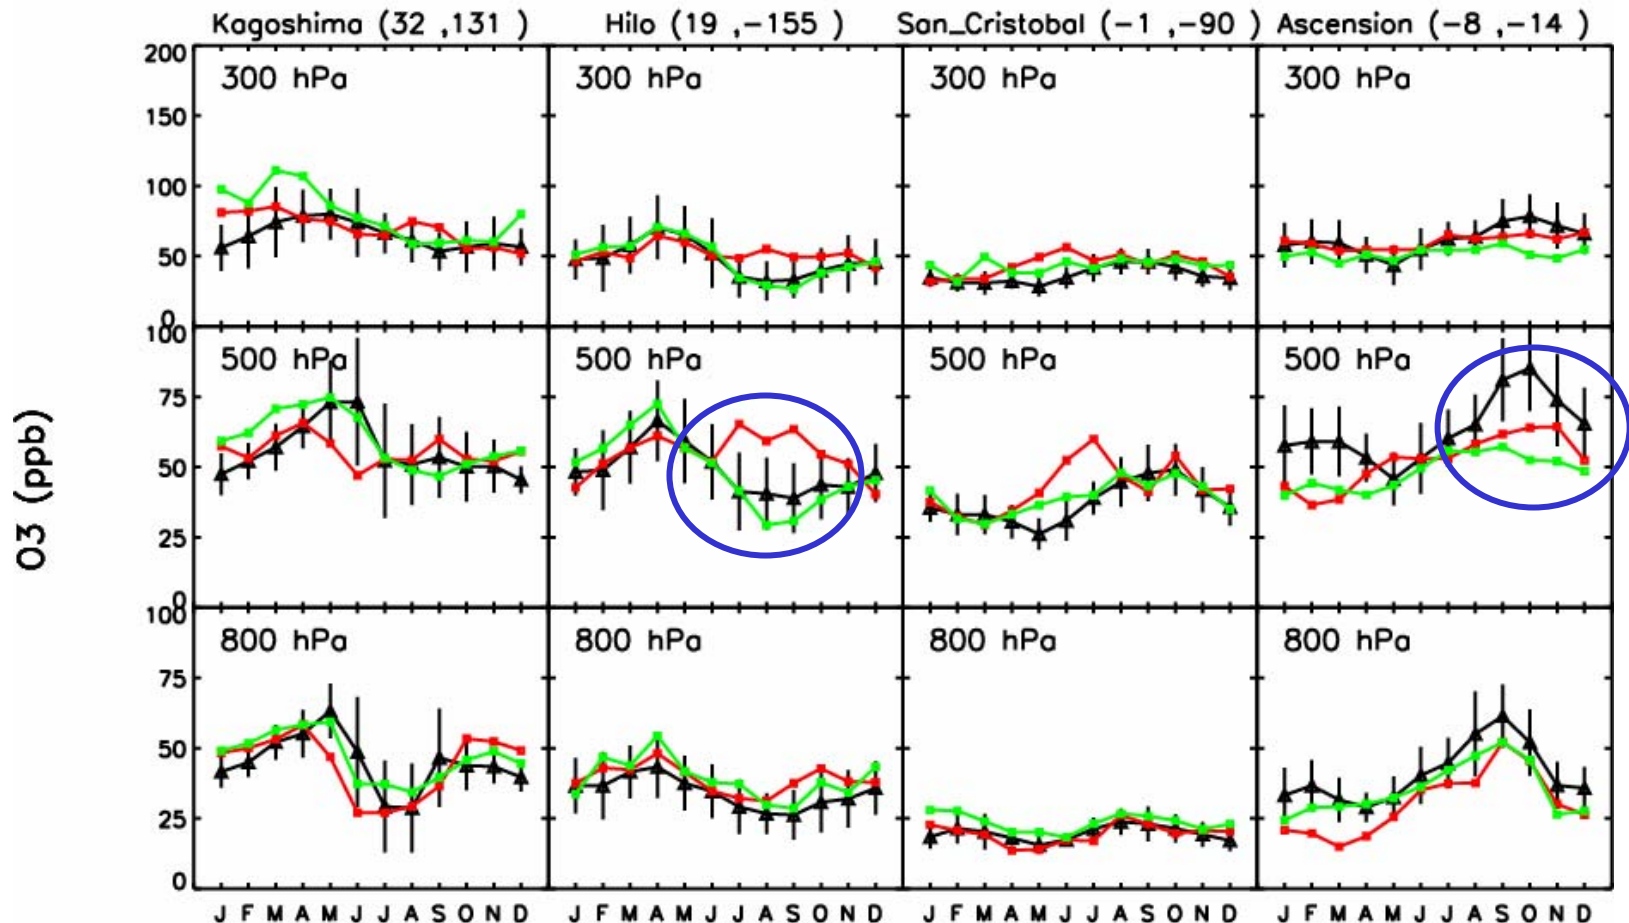 Kagoshima (32 ,131 )
Hilo (19 ,-155 )
San_Cristobal (-1 ,-90 )
Ascension (-8 ,-14 )
200
150
100
50
0
300 hPa
300 hPa
300 hPa
300 hPa
O3 (ppb)
100
75
50
25
0
500 hPa
500 hPa
500 hPa
500 hPa
100
75
50
25
0
800 hPa
800 hPa
800 hPa
800 hPa
J F M A M J J A S O N D
J F M A M J J A S O N D
J F M A M J J A S O N D
J F M A M J J A S O N D